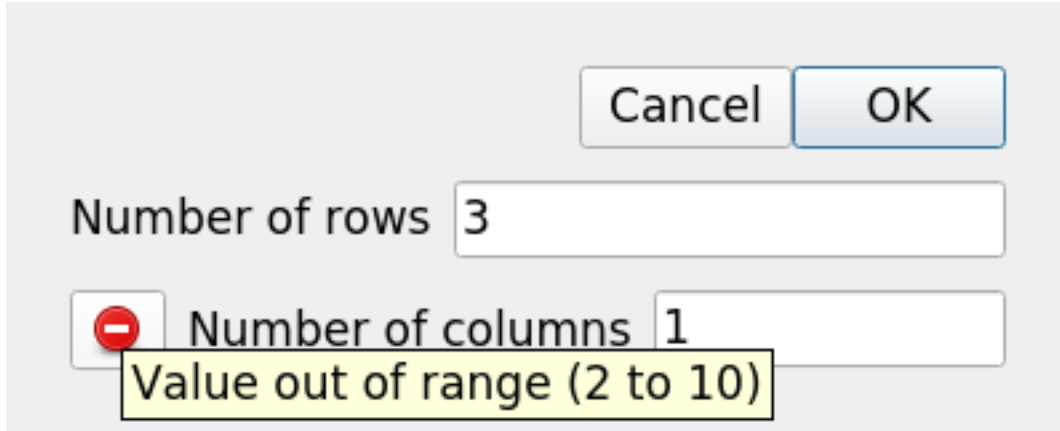 Cancel OK
Number of rows 3
Number of columns 1
Value out of range (2 to 10)